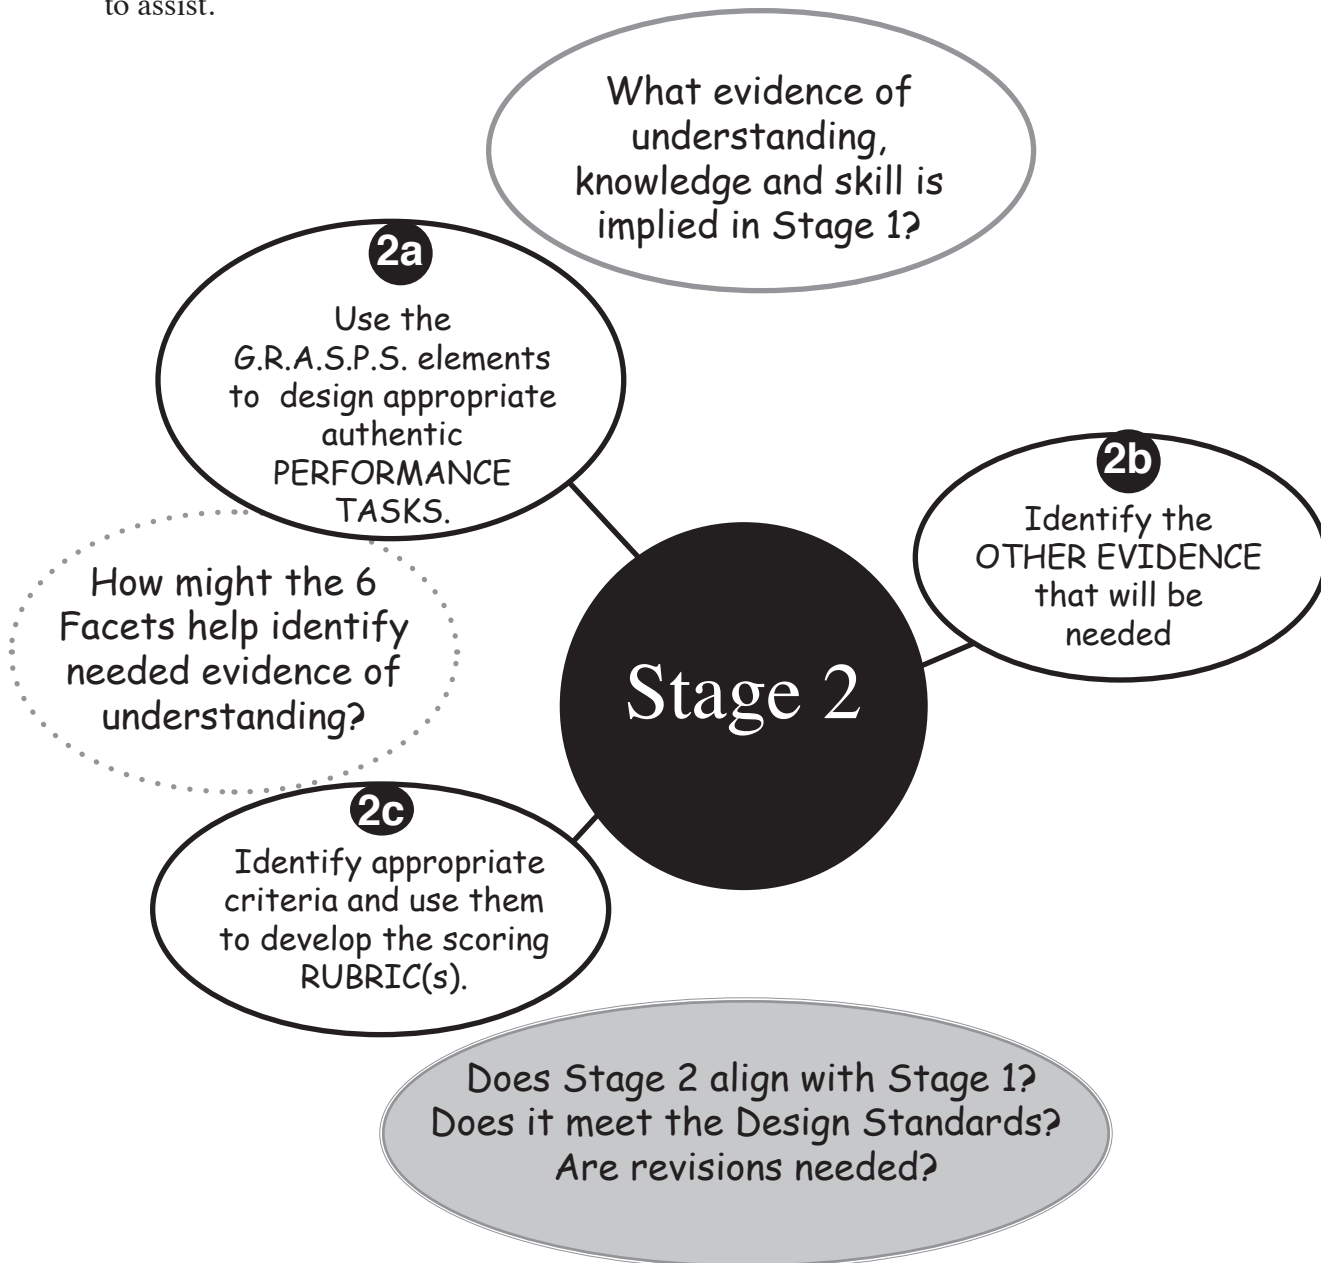 to assist.
What evidence of
understanding,
knowledge and skill is
implied in Stage 1?
2a
Use the
G.R.A.S.P.S. elements
to design appropriate
authentic
PERFORMANCE
TASKS.
2b
Identify the
OTHER EVIDENCE
that will be
needed
How might the 6
Facets help identify
needed evidence of
understanding?
Stage 2
2c
Identify appropriate
criteria and use them
to develop the scoring
RUBRIC(s).
Does Stage 2 align with Stage 1?
Does it meet the Design Standards?
Are revisions needed?